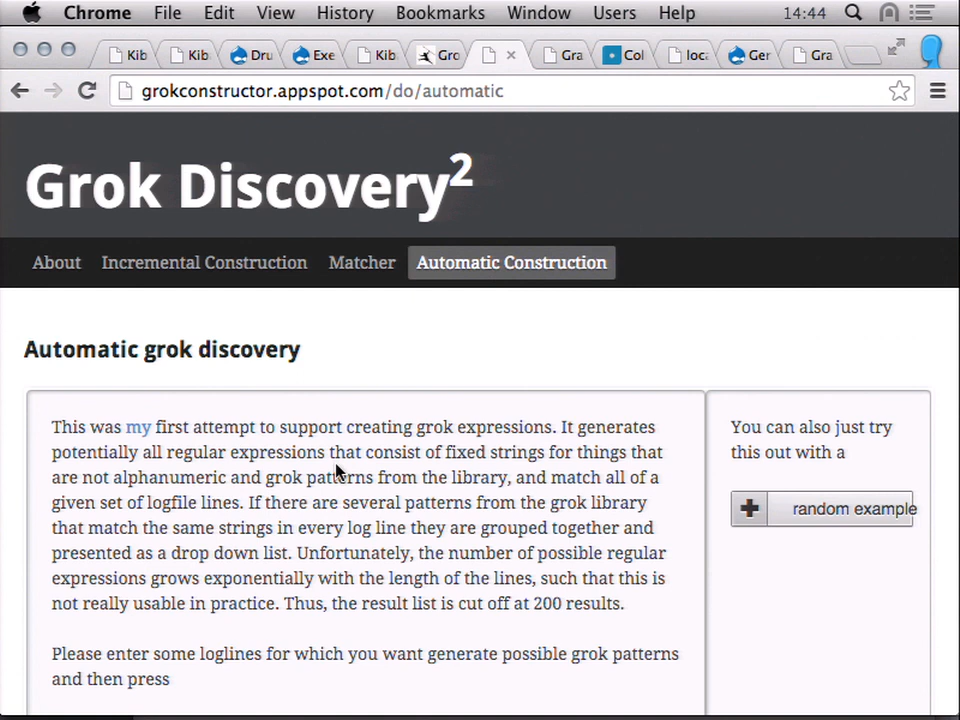 Chrome File Edit View History Bookmarks Window Users Help 14:44
Kib Kib Dru Exe Kib Gro Gra Col loca Ger Gra
grokconstructor.appspot.com/do/automatic
Grok Discovery²
About Incremental Construction Matcher Automatic Construction
Automatic grok discovery
This was my first attempt to support creating grok expressions. It generates
potentially all regular expressions that consist of fixed strings for things that
are not alphanumeric and grok patterns from the library, and match all of a
given set of logfile lines. If there are several patterns from the grok library
that match the same strings in every log line they are grouped together and
presented as a drop down list. Unfortunately, the number of possible regular
expressions grows exponentially with the length of the lines, such that this is
not really usable in practice. Thus, the result list is cut off at 200 results.
Please enter some loglines for which you want generate possible grok patterns
and then press
You can also just try
this out with a
random example